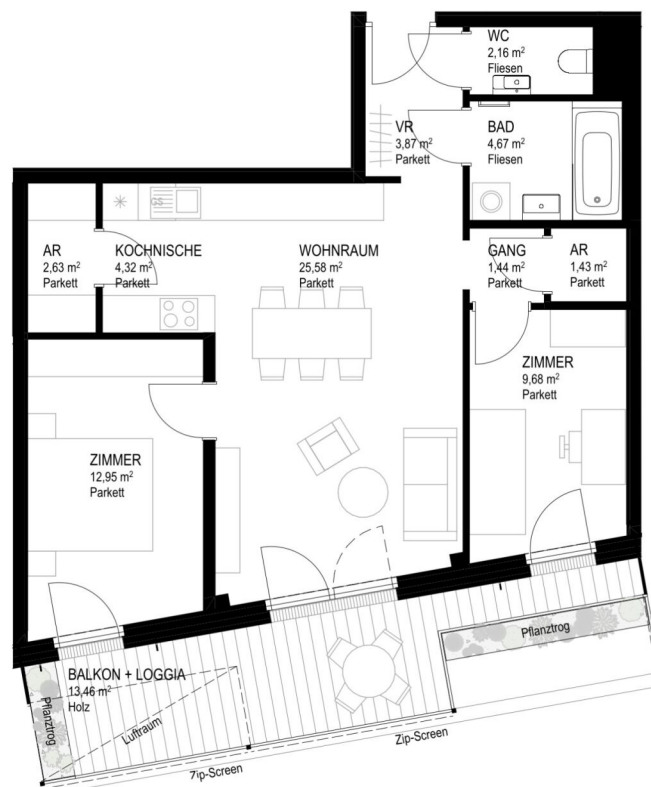 WC
2,16 m²
Fliesen
VR
3,87 m²
Parkett
BAD
4,67 m²
Fliesen
GS
AR
2,63 m²
Parkett
KOCHNISCHE
4,32 m²
Parkett
WOHNRAUM
25,58 m²
Parkett
GANG
1,44 m²
Parkett
AR
1,43 m²
Parkett
ZIMMER
9,68 m²
Parkett
ZIMMER
12,95 m²
Parkett
Pflanztrog
BALKON + LOGGIA
13,46 m²
Holz
Pflanztrog
Luftraum
Zip-Screen
Zip-Screen